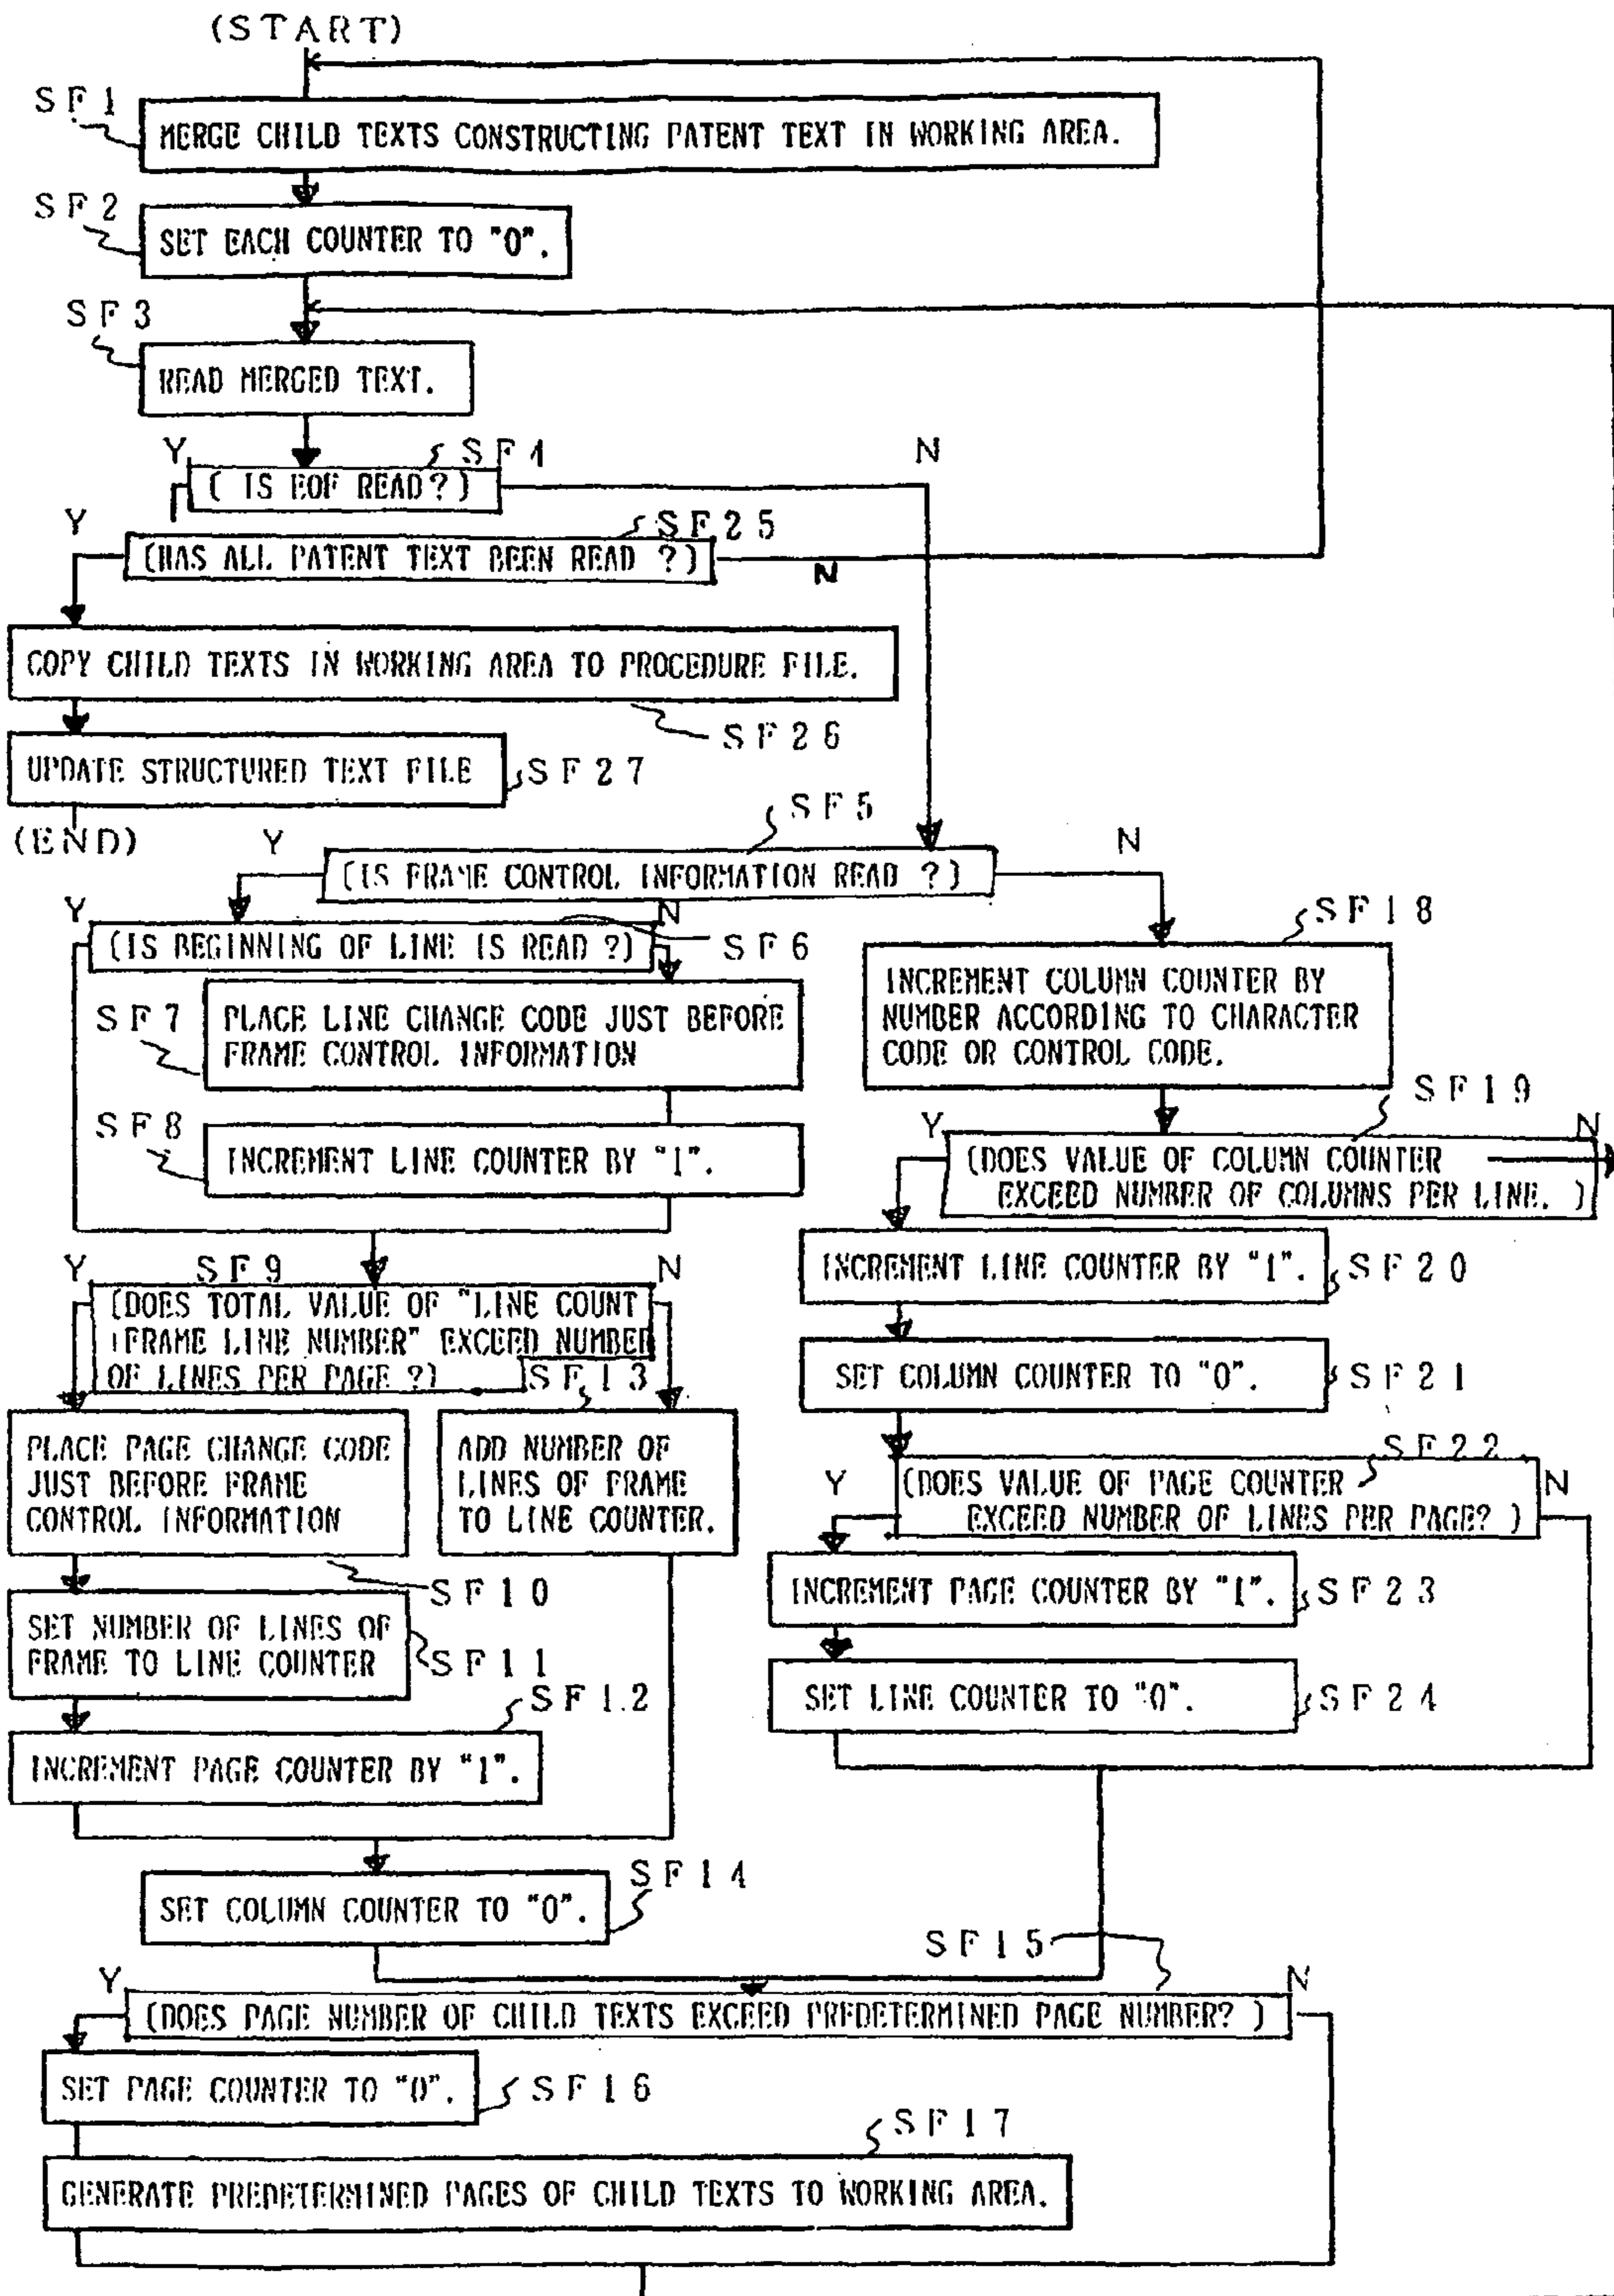 (START)
SF1
MERGE CHILD TEXTS CONSTRUCTING PATENT TEXT IN WORKING AREA.
SF2
SET EACH COUNTER TO "0".
SF3
READ MERGED TEXT.
Y
SF4
N
( IS EOF READ?)
Y
SF25
(HAS ALL PATENT TEXT BEEN READ ?)
N
COPY CHILD TEXTS IN WORKING AREA TO PROCEDURE FILE.
SF26
UPDATE STRUCTURED TEXT FILE
SF27
(END)
SF5
Y
N
(IS FRAME CONTROL INFORMATION READ ?)
Y
N
(IS BEGINNING OF LINE IS READ ?)
SF6
SF7
PLACE LINE CHANGE CODE JUST BEFORE
FRAME CONTROL INFORMATION
SF8
INCREMENT LINE COUNTER BY "1".
SF18
INCREMENT COLUMN COUNTER BY
NUMBER ACCORDING TO CHARACTER
CODE OR CONTROL CODE.
SF19
Y
N
(DOES VALUE OF COLUMN COUNTER
EXCEED NUMBER OF COLUMNS PER LINE. )
Y
SF9
N
(DOES TOTAL VALUE OF "LINE COUNT
+FRAME LINE NUMBER" EXCEED NUMBER
OF LINES PER PAGE ?)
SF13
INCREMENT LINE COUNTER BY "1".
SF20
SET COLUMN COUNTER TO "0".
SF21
PLACE PAGE CHANGE CODE
JUST BEFORE FRAME
CONTROL INFORMATION
ADD NUMBER OF
LINES OF FRAME
TO LINE COUNTER.
SF22
Y
N
(DOES VALUE OF PAGE COUNTER
EXCEED NUMBER OF LINES PER PAGE? )
SF10
SET NUMBER OF LINES OF
FRAME TO LINE COUNTER
SF11
INCREMENT PAGE COUNTER BY "1".
SF23
SET LINE COUNTER TO "0".
SF24
SF12
INCREMENT PAGE COUNTER BY "1".
SF14
SET COLUMN COUNTER TO "0".
SF15
Y
N
(DOES PAGE NUMBER OF CHILD TEXTS EXCEED PREDETERMINED PAGE NUMBER? )
SET PAGE COUNTER TO "0".
SF16
SF17
GENERATE PREDETERMINED PAGES OF CHILD TEXTS TO WORKING AREA.